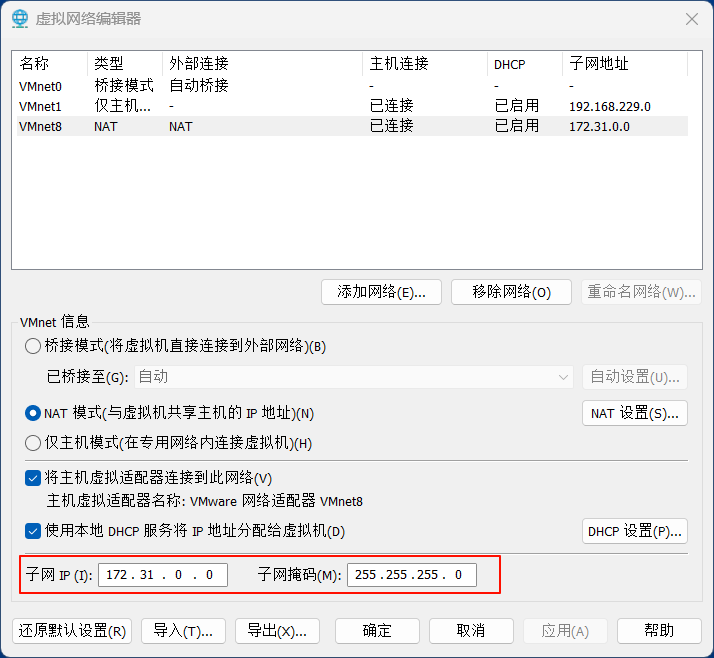 虚拟网络编辑器
名称 类型 外部连接 主机连接 DHCP 子网地址
VMnet0 桥接模式 自动桥接 - - -
VMnet1 仅主机... - 已连接 已启用 192.168.229.0
VMnet8 NAT NAT 已连接 已启用 172.31.0.0
添加网络(E)... 移除网络(O) 重命名网络(W)...
VMnet 信息
桥接模式(将虚拟机直接连接到外部网络)(B)
已桥接至(G): 自动 自动设置(U)...
NAT 模式(与虚拟机共享主机的 IP 地址)(N) NAT 设置(S)...
仅主机模式(在专用网络内连接虚拟机)(H)
将主机虚拟适配器连接到此网络(V)
主机虚拟适配器名称: VMware 网络适配器 VMnet8
使用本地 DHCP 服务将 IP 地址分配给虚拟机(D) DHCP 设置(P)...
子网 IP (I): 172 . 31 . 0 . 0 子网掩码(M): 255 . 255 . 255 . 0
还原默认设置(R) 导入(T)... 导出(X)... 确定 取消 应用(A) 帮助